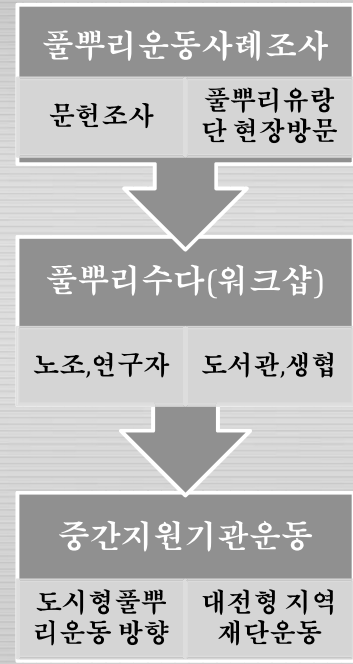 풀뿌리운동사례조사
문헌조사
풀뿌리유랑
단 현장방문
풀뿌리수다(워크샵)
노조,연구자
도서관,생협
중간지원기관운동
도시형풀뿌
리운동 방향
대전형 지역
재단운동